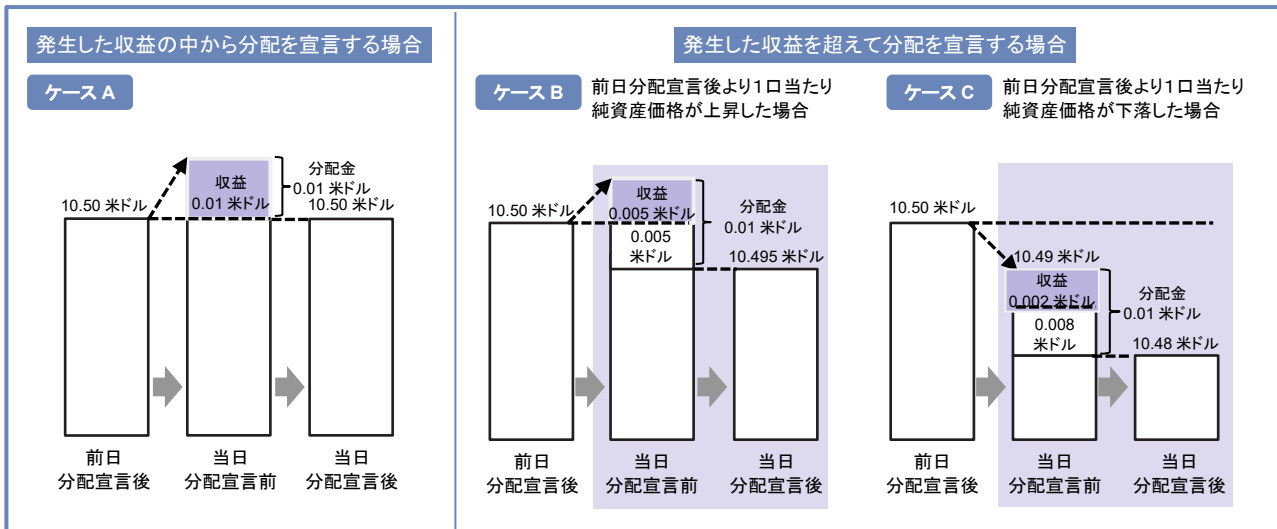 発生した収益の中から分配を宣言する場合
ケース A
分配金
0.01 米ドル
収益
0.01 米ドル
10.50 米ドル
10.50 米ドル
前日
分配宣言後
当日
分配宣言前
当日
分配宣言後
発生した収益を超えて分配を宣言する場合
ケース B
前日分配宣言後より1口当たり
純資産価格が上昇した場合
10.50 米ドル
収益
0.005 米ドル
0.005
米ドル
分配金
0.01 米ドル
10.495 米ドル
前日
分配宣言後
当日
分配宣言前
当日
分配宣言後
ケース C
前日分配宣言後より1口当たり
純資産価格が下落した場合
10.50 米ドル
10.49 米ドル
収益
0.002 米ドル
0.008
米ドル
分配金
0.01 米ドル
10.48 米ドル
前日
分配宣言後
当日
分配宣言前
当日
分配宣言後